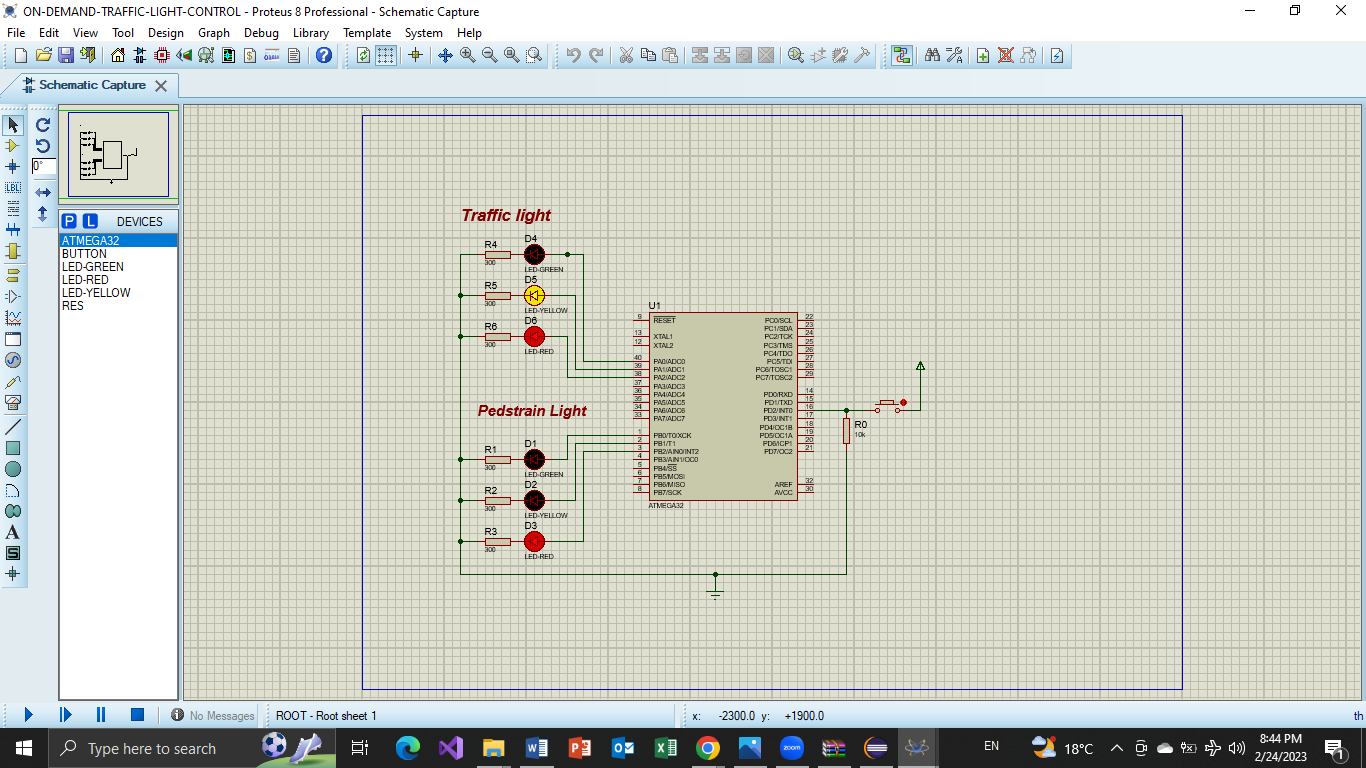 ON-DEMAND-TRAFFIC-LIGHT-CONTROL - Proteus 8 Professional - Schematic Capture
File Edit View Tool Design Graph Debug Library Template System Help
Schematic Capture
0°
LBL
P L DEVICES
ATMEGA32
BUTTON
LED-GREEN
LED-RED
LED-YELLOW
RES
A
S
Traffic light
R4
300
D4
LED-GREEN
R5
300
D5
LED-YELLOW
R6
300
D6
LED-RED
Pedstrain Light
R1
300
D1
LED-GREEN
R2
300
D2
LED-YELLOW
R3
300
D3
LED-RED
U1
9 RESET
13 XTAL1
12 XTAL2
40 PA0/ADC0
39 PA1/ADC1
38 PA2/ADC2
37 PA3/ADC3
36 PA4/ADC4
35 PA5/ADC5
34 PA6/ADC6
33 PA7/ADC7
1 PB0/T0/XCK
2 PB1/T1
3 PB2/AIN0/INT2
4 PB3/AIN1/OC0
5 PB4/SS
6 PB5/MOSI
7 PB6/MISO
8 PB7/SCK
PC0/SCL 22
PC1/SDA 23
PC2/TCK 24
PC3/TMS 25
PC4/TDO 26
PC5/TDI 27
PC6/TOSC1 28
PC7/TOSC2 29
PD0/RXD 14
PD1/TXD 15
PD2/INT0 16
PD3/INT1 17
PD4/OC1B 18
PD5/OC1A 19
PD6/ICP1 20
PD7/OC2 21
AREF 32
AVCC 30
ATMEGA32
R0
10k
No Messages
ROOT - Root sheet 1
x: -2300.0 y: +1900.0
th
Type here to search
zoom
EN
18°C
8:44 PM
2/24/2023
1